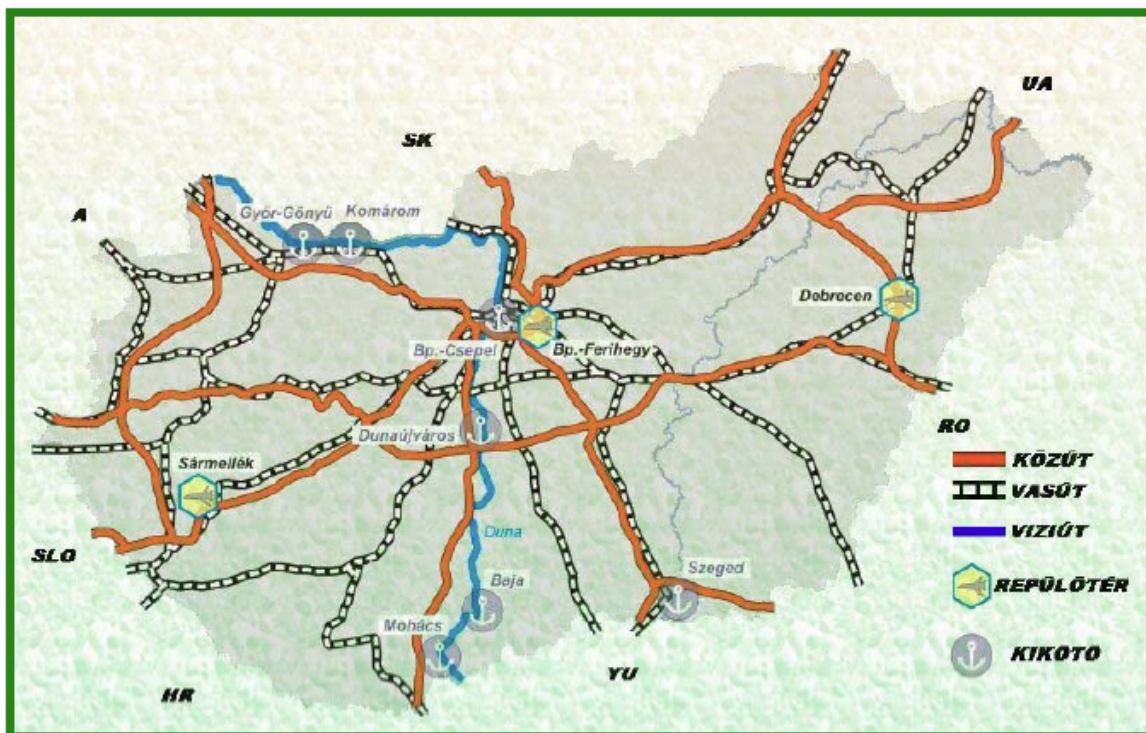 UA
SK
A
Győr-Gönyű
Komárom
Debrecen
Bp.-Csepel
Bp.-Ferihegy
Dunaújváros
Sármellék
RO
KÖZÚT
VASÚT
Duna
VIZIÚT
SLO
Szeged
Baja
REPÜLŐTÉR
Mohács
KIKÖTŐ
YU
HR